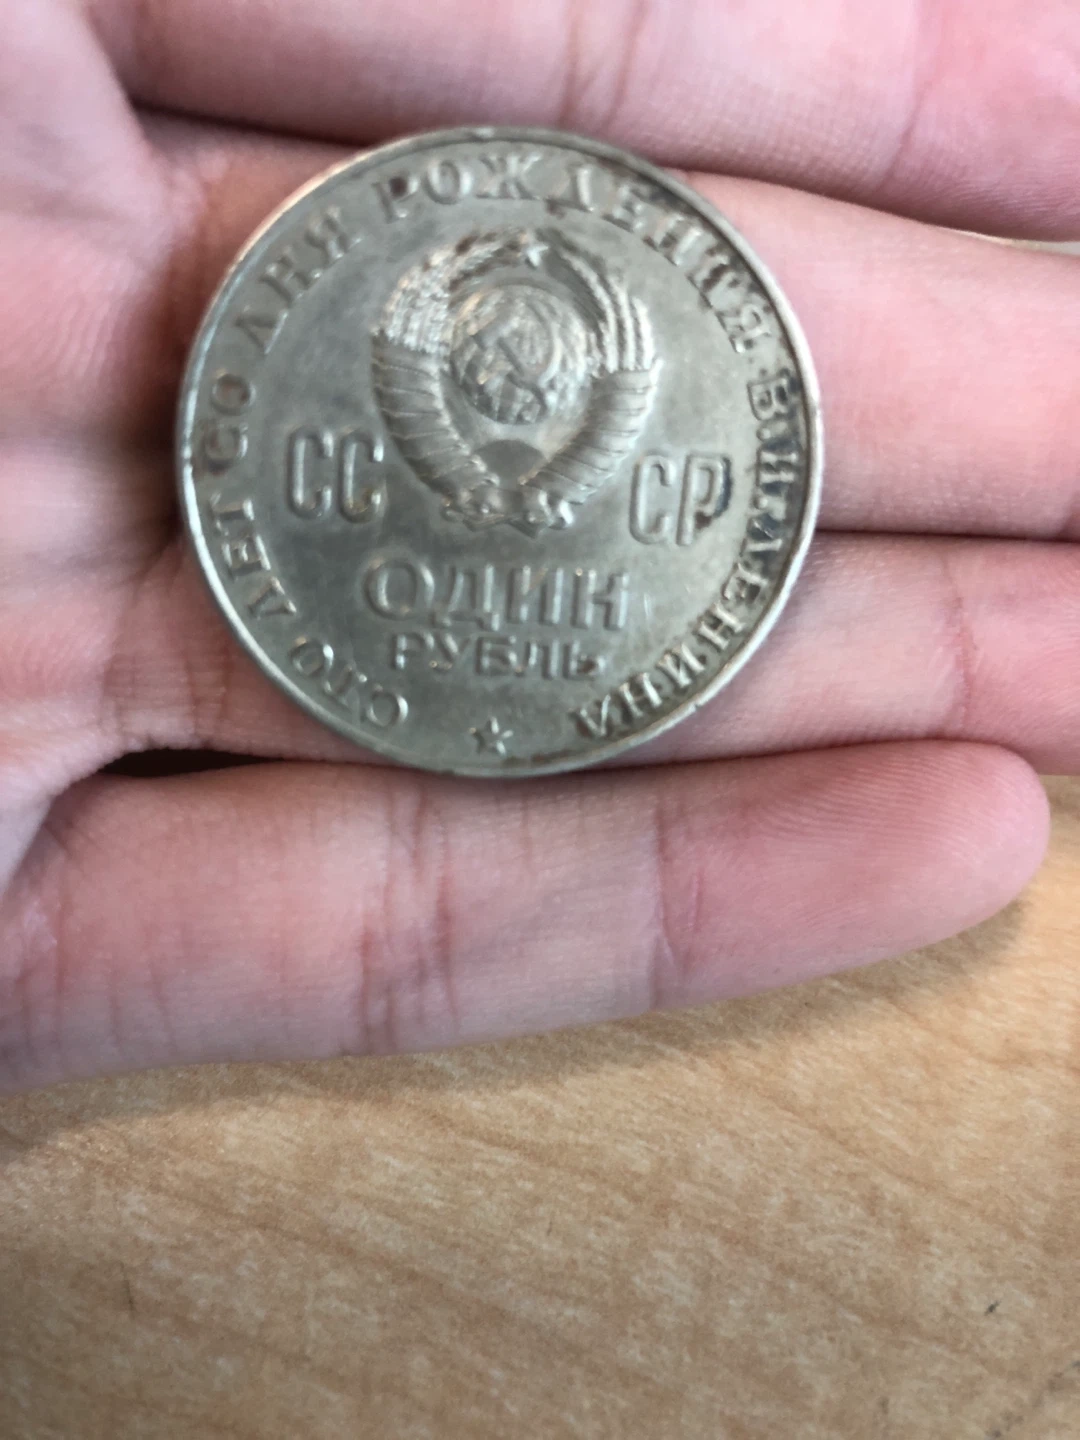 СТО ЛЕТ СО ДНЯ РОЖДЕНИЯ В.И.ЛЕНИНА
СС СР
ОДИН
РУБЛЬ